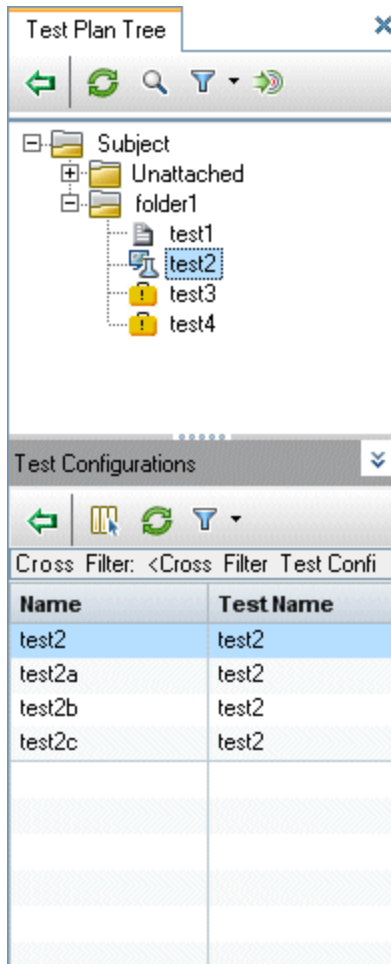 Test Plan Tree
Subject
Unattached
folder1
test1
test2
test3
test4
Test Configurations
Cross Filter: <Cross Filter Test Confi
Name Test Name
test2 test2
test2a test2
test2b test2
test2c test2